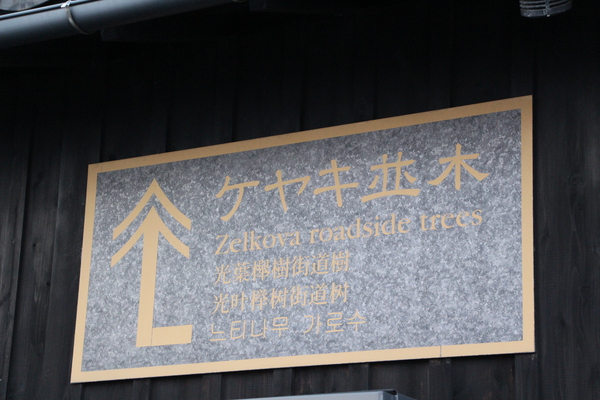 ケヤキ並木
Zelkova roadside trees
光葉櫸樹街道樹
光叶榉树街道树
느티나무 가로수